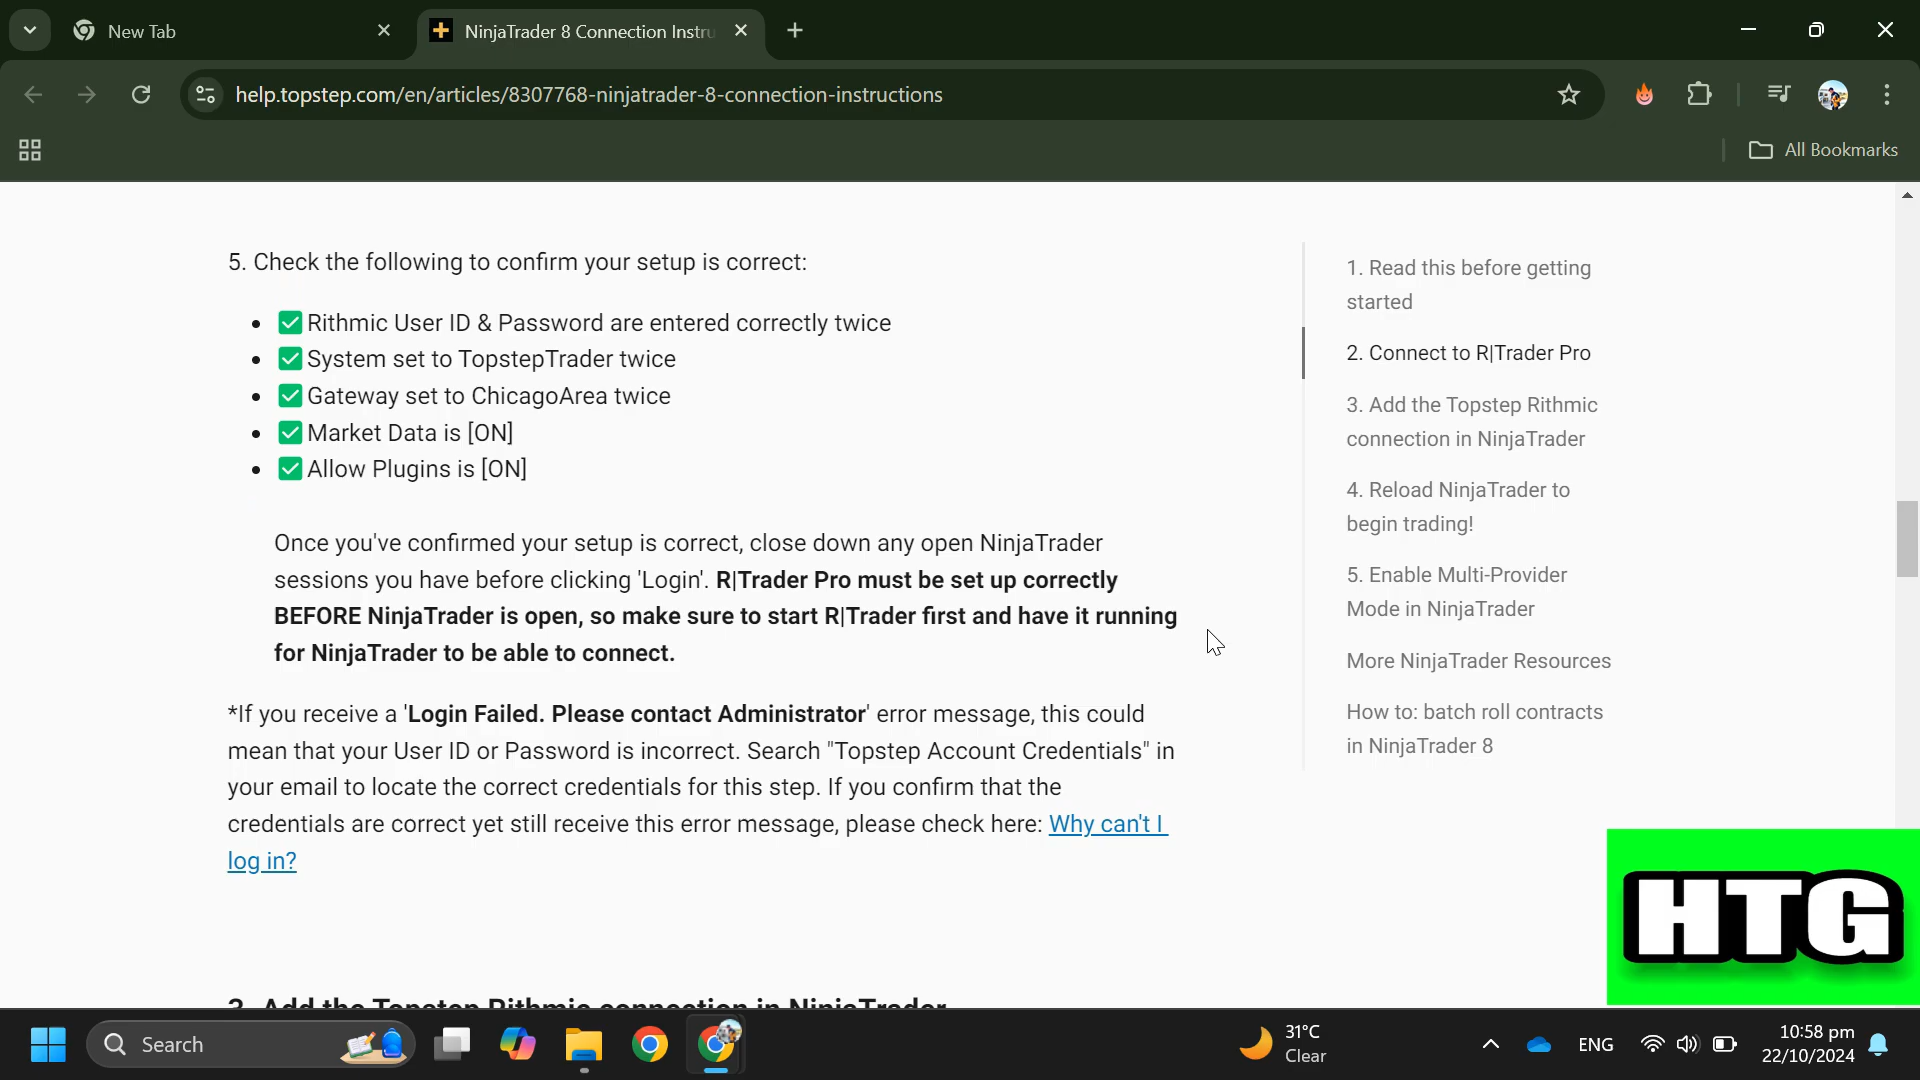 New Tab
NinjaTrader 8 Connection Instru
help.topstep.com/en/articles/8307768-ninjatrader-8-connection-instructions
All Bookmarks
5. Check the following to confirm your setup is correct:
• ✅Rithmic User ID & Password are entered correctly twice
• ✅System set to TopstepTrader twice
• ✅Gateway set to ChicagoArea twice
• ✅Market Data is [ON]
• ✅Allow Plugins is [ON]
Once you've confirmed your setup is correct, close down any open NinjaTrader
sessions you have before clicking 'Login'. R|Trader Pro must be set up correctly
BEFORE NinjaTrader is open, so make sure to start R|Trader first and have it running
for NinjaTrader to be able to connect.
*If you receive a 'Login Failed. Please contact Administrator' error message, this could
mean that your User ID or Password is incorrect. Search "Topstep Account Credentials" in
your email to locate the correct credentials for this step. If you confirm that the
credentials are correct yet still receive this error message, please check here: Why can't I
log in?
3. Add the Topstep Rithmic connection in NinjaTrader
1. Read this before getting
started
2. Connect to R|Trader Pro
3. Add the Topstep Rithmic
connection in NinjaTrader
4. Reload NinjaTrader to
begin trading!
5. Enable Multi-Provider
Mode in NinjaTrader
More NinjaTrader Resources
How to: batch roll contracts
in NinjaTrader 8
HTG
Search
31°C
Clear
ENG
10:58 pm
22/10/2024